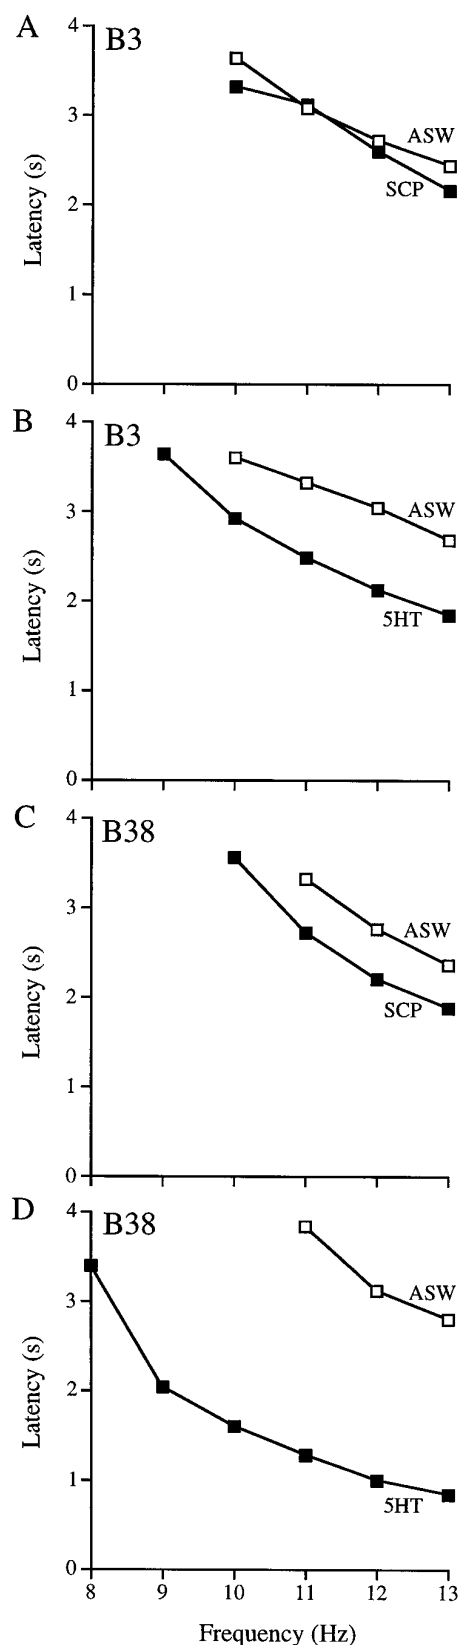 A
B3
4
3
2
1
0
Latency (s)
ASW
SCP
B
B3
4
3
2
1
0
Latency (s)
ASW
5HT
C
B38
4
3
2
1
0
Latency (s)
ASW
SCP
D
B38
4
3
2
1
0
Latency (s)
ASW
5HT
8 9 10 11 12 13
Frequency (Hz)